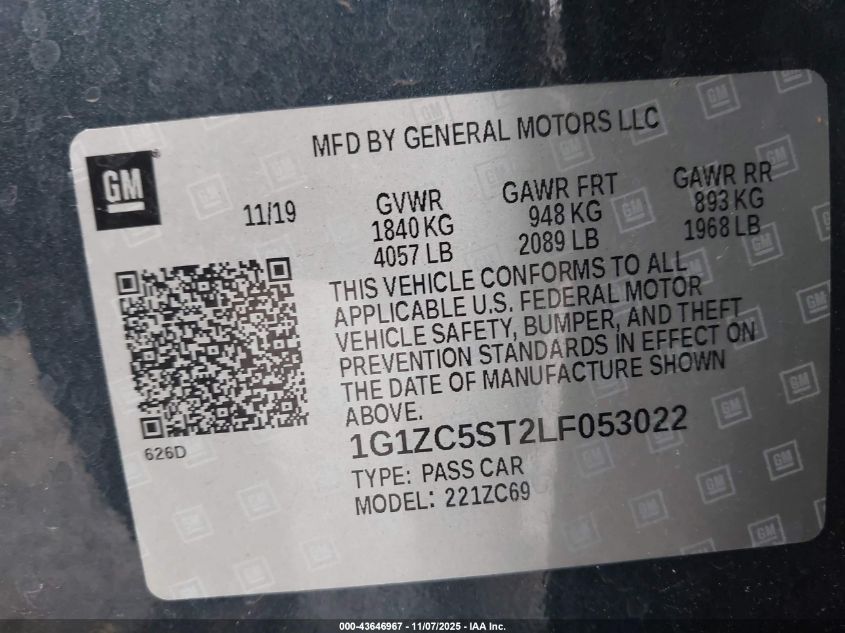 MFD BY GENERAL MOTORS LLC
GM
11/19
GVWR
1840 KG
4057 LB
GAWR FRT
948 KG
2089 LB
GAWR RR
893 KG
1968 LB
THIS VEHICLE CONFORMS TO ALL
APPLICABLE U.S. FEDERAL MOTOR
VEHICLE SAFETY, BUMPER, AND THEFT
PREVENTION STANDARDS IN EFFECT ON
THE DATE OF MANUFACTURE SHOWN
ABOVE.
626D
1G1ZC5ST2LF053022
TYPE: PASS CAR
MODEL: 221ZC69
000-43646967 - 11/07/2025 - IAA Inc.